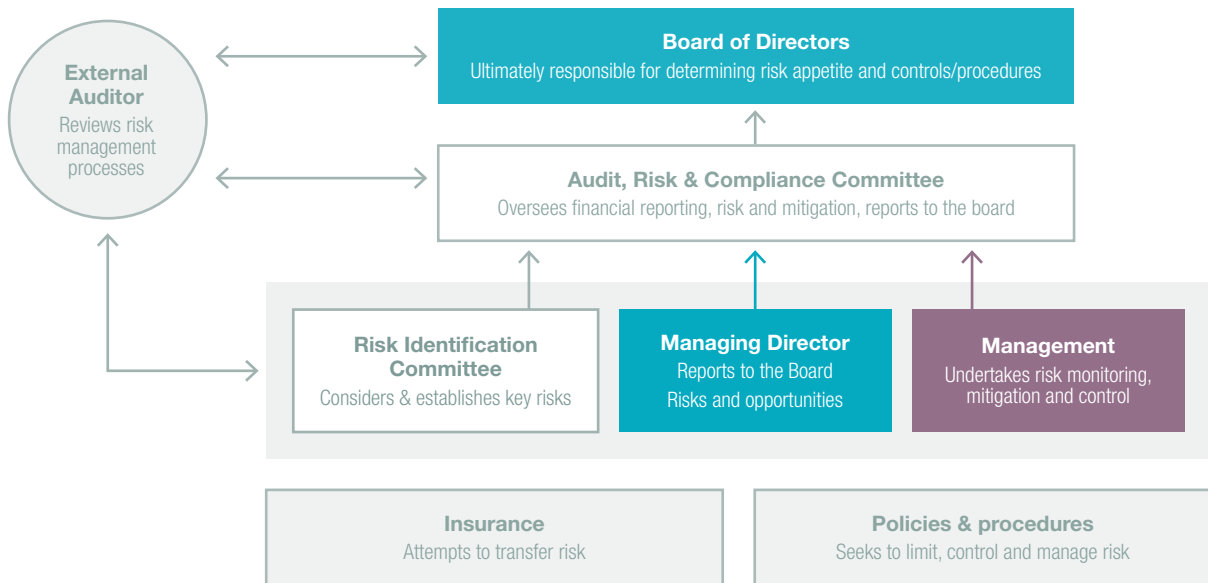 External
Auditor
Reviews risk
management
processes
Board of Directors
Ultimately responsible for determining risk appetite and controls/procedures
Audit, Risk & Compliance Committee
Oversees financial reporting, risk and mitigation, reports to the board
Risk Identification
Committee
Considers & establishes key risks
Managing Director
Reports to the Board
Risks and opportunities
Management
Undertakes risk monitoring,
mitigation and control
Insurance
Attempts to transfer risk
Policies & procedures
Seeks to limit, control and manage risk